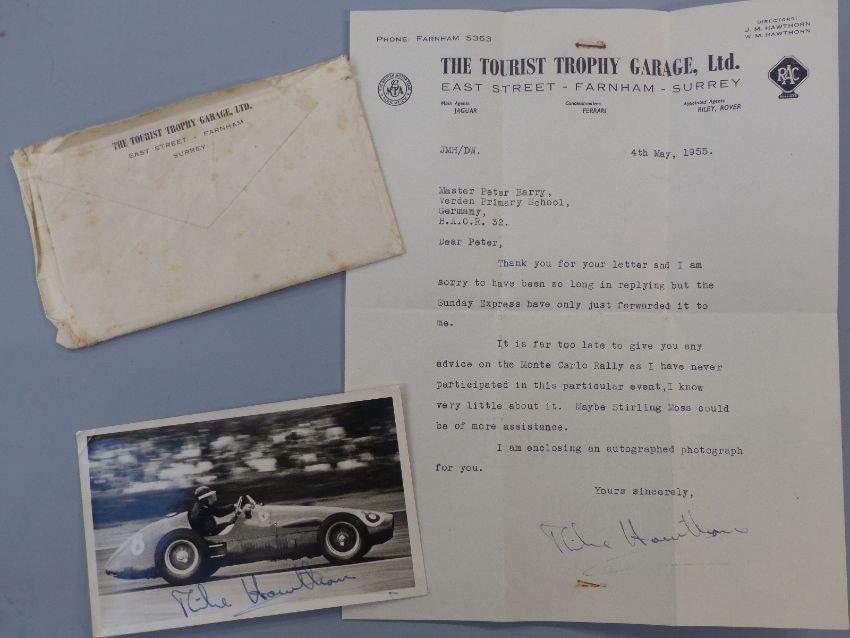 THE TOURIST TROPHY GARAGE, LTD.
EAST STREET - FARNHAM
SURREY
PHONE: FARNHAM 5363
DIRECTORS:
J. M. HAWTHORN
W. M. HAWTHORN
THE TOURIST TROPHY GARAGE, Ltd.
EAST STREET - FARNHAM - SURREY
MTA
RAC
Main Agents
JAGUAR
Concessionaires
FERRARI
Associated Agents
RILEY, ROVER
JMH/DW.
4th May, 1955.
Master Peter Barry,
Verden Primary School,
Germany,
B.A.O.R. 32.
Dear Peter,
Thank you for your letter and I am
sorry to have been so long in replying but the
Sunday Express have only just forwarded it to
me.
It is far too late to give you any
advice on the Monte Carlo Rally as I have never
participated in this particular event,I know
very little about it. Maybe Stirling Moss could
be of more assistance.
I am enclosing an autographed photograph
for you.
Yours sincerely,
Mike Hawthorn
6
6
Mike Hawthorn